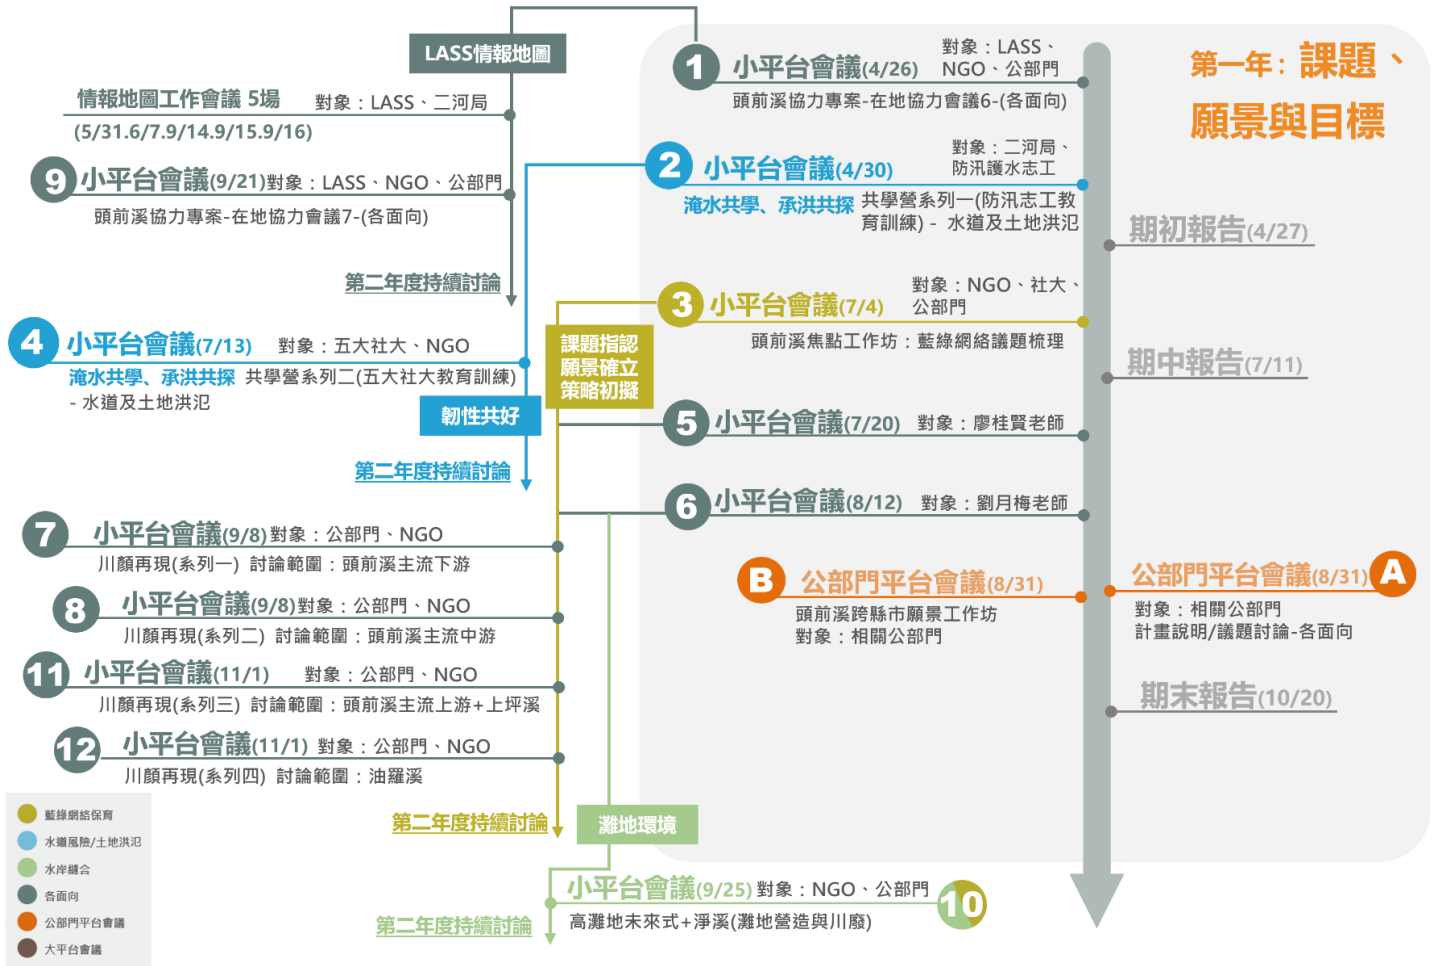 第一年：課題、
願景與目標
LASS情報地圖
情報地圖工作會議 5場 對象：LASS、二河局
(5/31.6/7.9/14.9/15.9/16)
9 小平台會議(9/21)對象：LASS、NGO、公部門
頭前溪協力專案-在地協力會議7-(各面向)
第二年度持續討論
1 小平台會議(4/26)
對象：LASS、
NGO、公部門
頭前溪協力專案-在地協力會議6-(各面向)
2 小平台會議(4/30)
對象：二河局、
防汛護水志工
淹水共學、承洪共探 共學營系列一(防汛志工教
育訓練) - 水道及土地洪氾
期初報告(4/27)
3 小平台會議(7/4)
對象：NGO、社大、
公部門
頭前溪焦點工作坊：藍綠網絡議題梳理
期中報告(7/11)
4 小平台會議(7/13) 對象：五大社大、NGO
淹水共學、承洪共探 共學營系列二(五大社大教育訓練)
- 水道及土地洪氾
韌性共好
第二年度持續討論
課題指認
願景確立
策略初擬
5 小平台會議(7/20) 對象：廖桂賢老師
6 小平台會議(8/12) 對象：劉月梅老師
7 小平台會議(9/8)對象：公部門、NGO
川顏再現(系列一) 討論範圍：頭前溪主流下游
8 小平台會議(9/8)對象：公部門、NGO
川顏再現(系列二) 討論範圍：頭前溪主流中游
11 小平台會議(11/1) 對象：公部門、NGO
川顏再現(系列三) 討論範圍：頭前溪主流上游+上坪溪
12 小平台會議(11/1) 對象：公部門、NGO
川顏再現(系列四) 討論範圍：油羅溪
第二年度持續討論
B 公部門平台會議(8/31)
頭前溪跨縣市願景工作坊
對象：相關公部門
公部門平台會議(8/31) A
對象：相關公部門
計畫說明/議題討論-各面向
期末報告(10/20)
灘地環境
小平台會議(9/25)對象：NGO、公部門 10
高灘地未來式+淨溪(灘地營造與川廢)
第二年度持續討論
藍綠網絡保育
水道風險/土地洪氾
水岸縫合
各面向
公部門平台會議
大平台會議